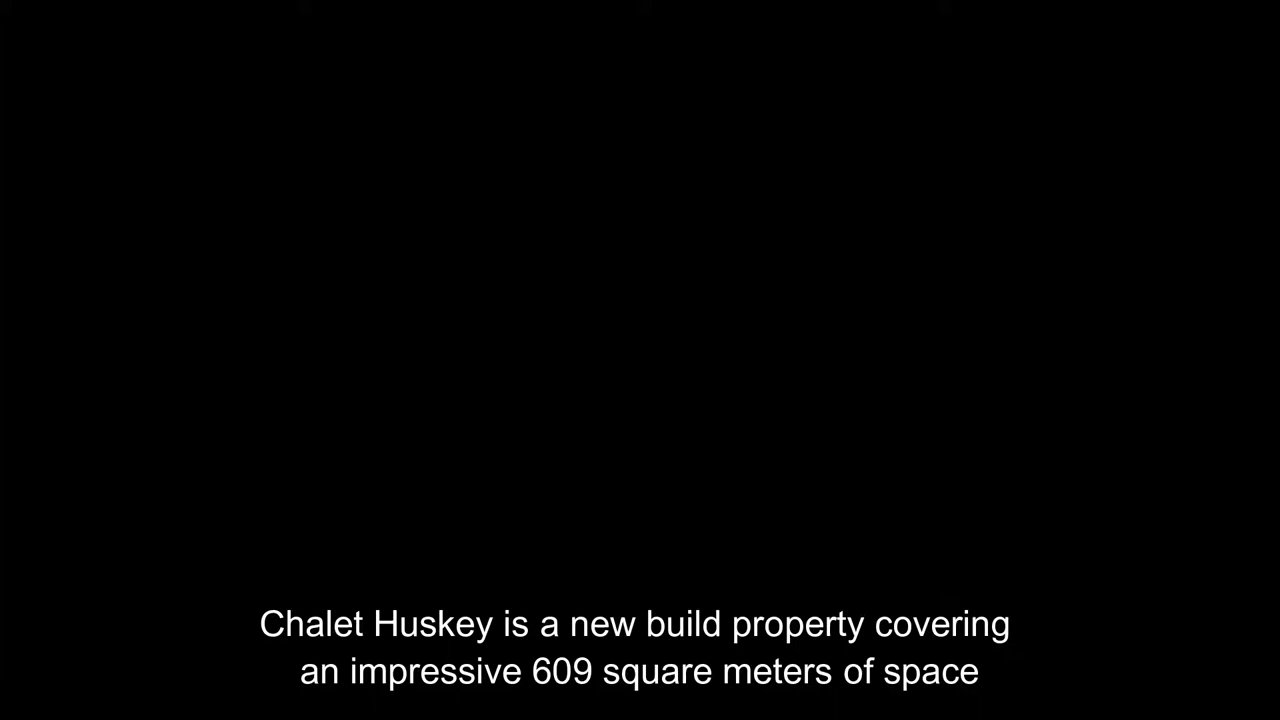 Chalet Huskey is a new build property covering
an impressive 609 square meters of space